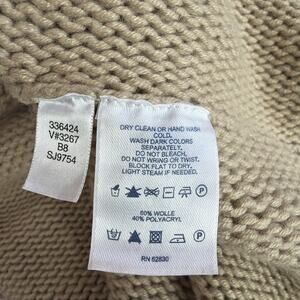 336424
V#3267
B8
SJ9754
DRY CLEAN OR HAND WASH
COLD.
WASH DARK COLORS
SEPARATELY.
DO NOT BLEACH,
DO NOT WRING OR TWIST.
BLOCK FLAT TO DRY.
LIGHT STEAM IF NEEDED.
P
60% WOLLE
40% POLYACRYL
P
RN 62830